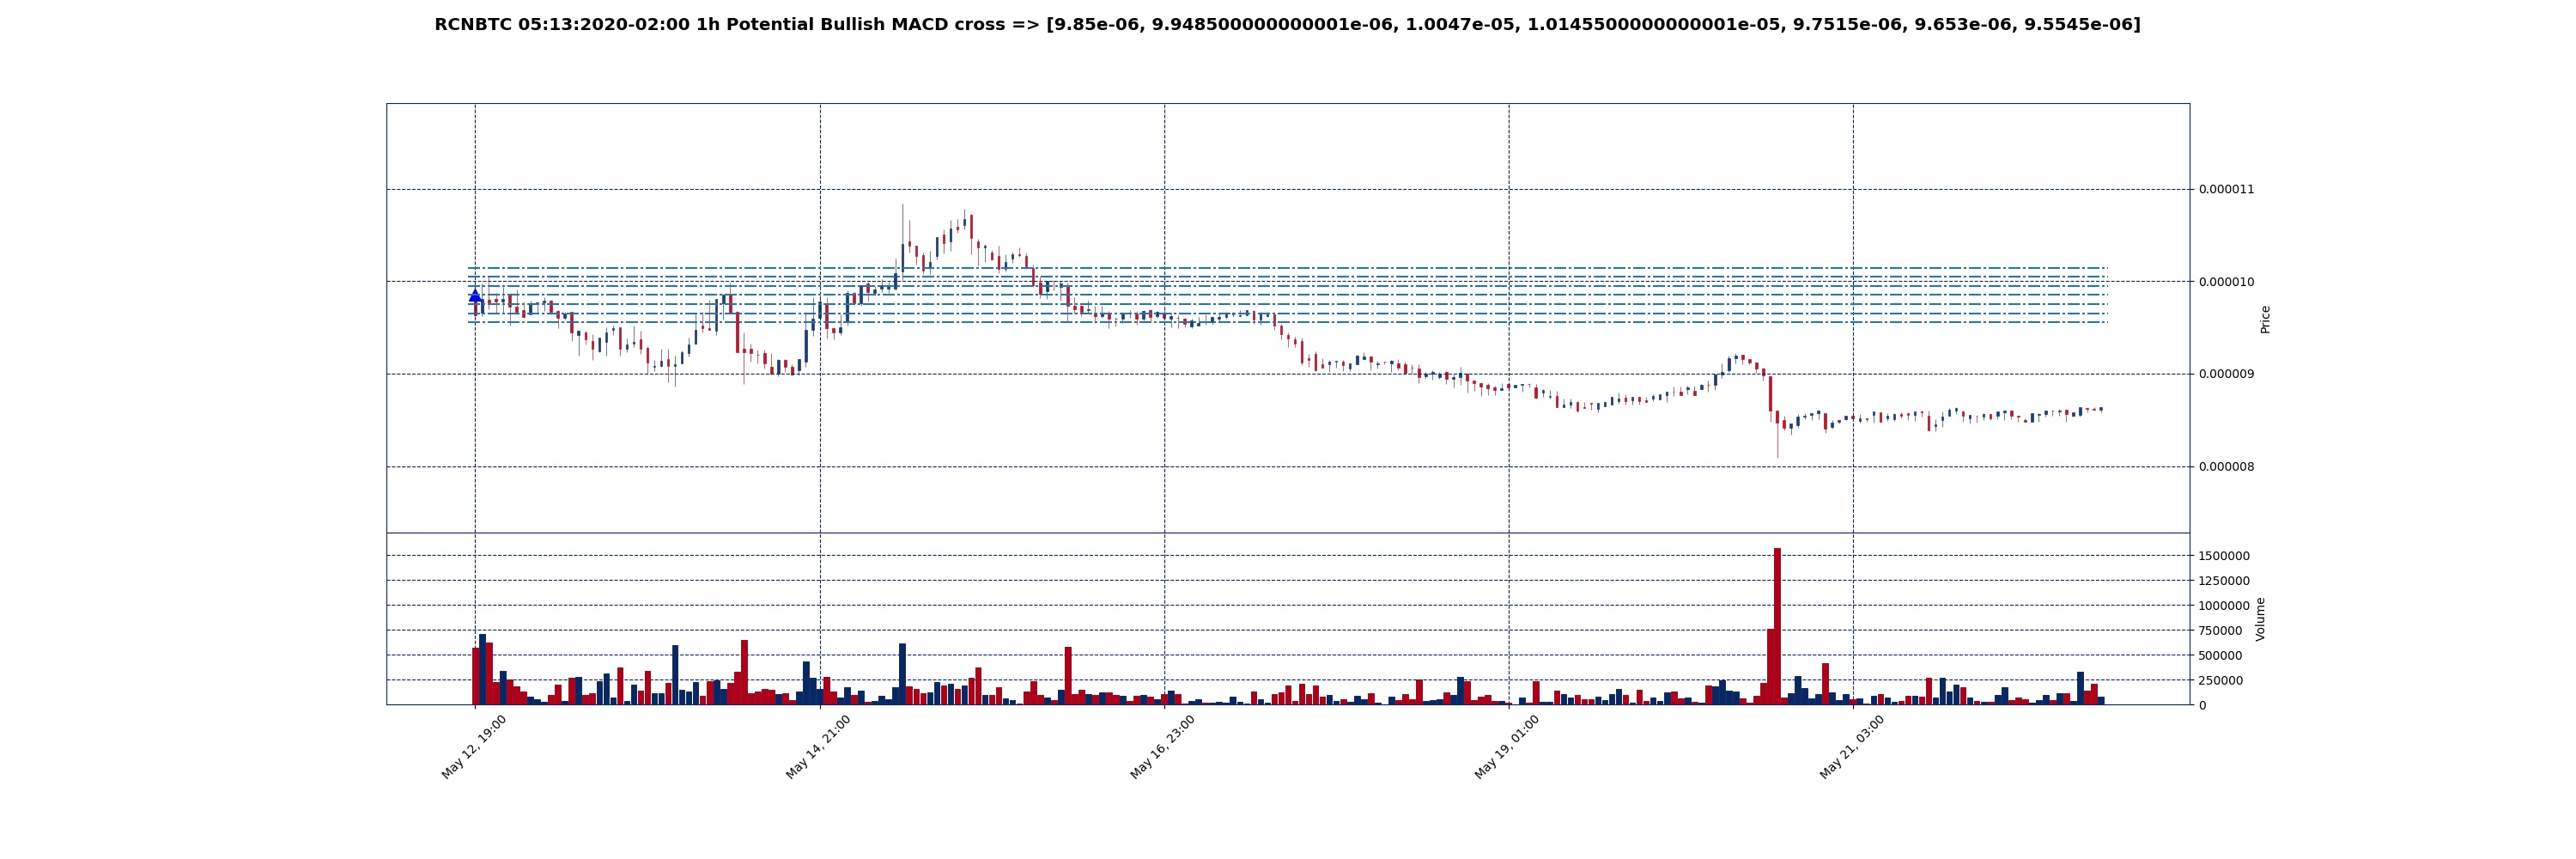 RCNBTC 05:13:2020-02:00 1h Potential Bullish MACD cross => [9.85e-06, 9.948500000000001e-06, 1.0047e-05, 1.0145500000000001e-05, 9.7515e-06, 9.653e-06, 9.5545e-06]
0.000011
0.000010
0.000009
0.000008
Price
1500000
1250000
1000000
750000
500000
250000
0
Volume
May 12, 19:00
May 14, 21:00
May 16, 23:00
May 19, 01:00
May 21, 03:00